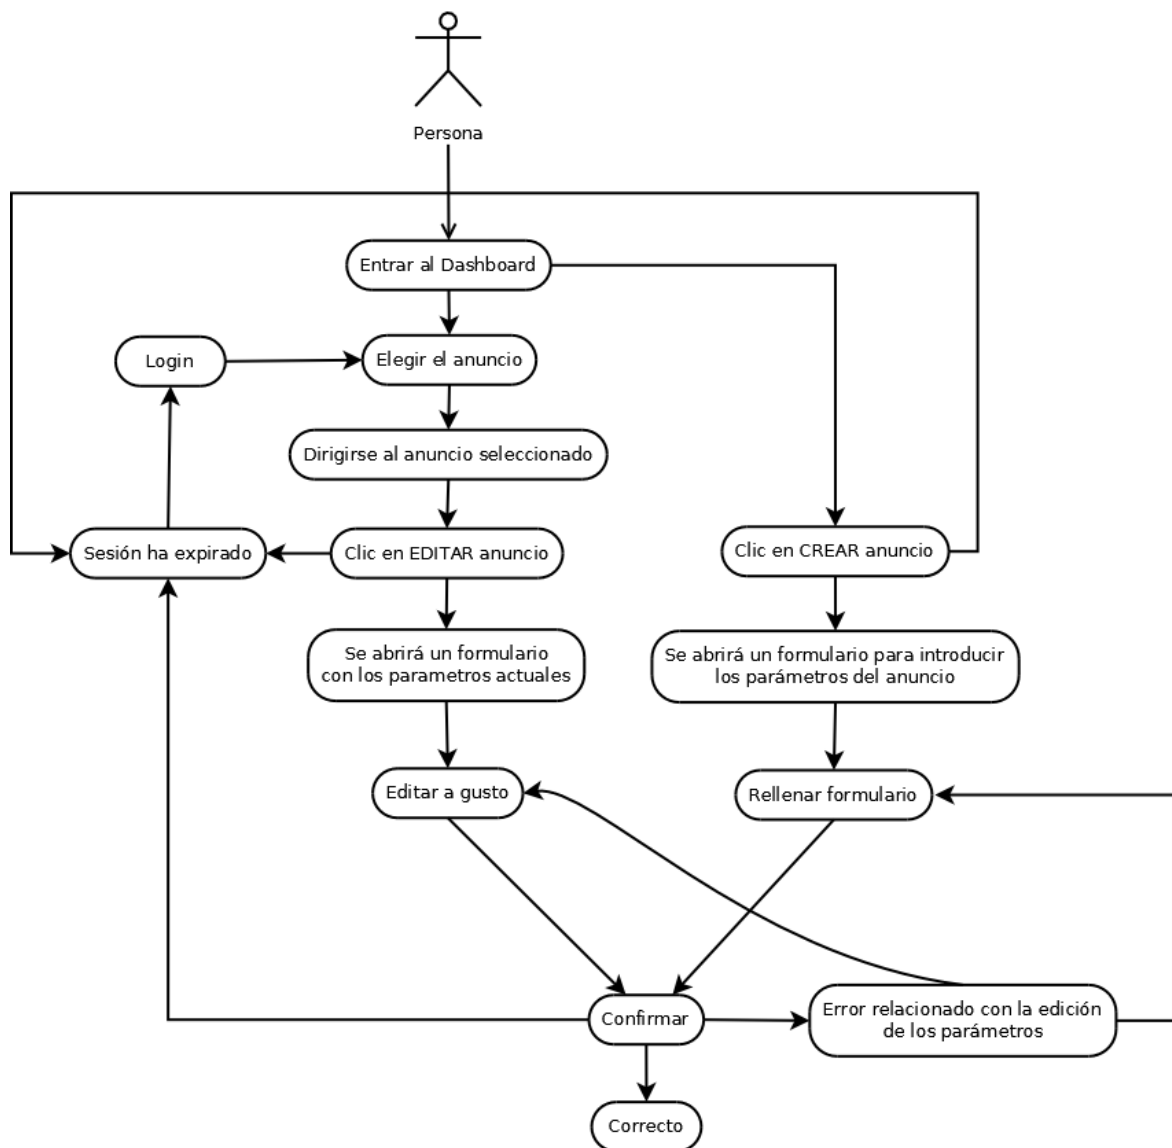 Persona
Entrar al Dashboard
Login
Elegir el anuncio
Dirigirse al anuncio seleccionado
Sesión ha expirado
Clic en EDITAR anuncio
Clic en CREAR anuncio
Se abrirá un formulario
con los parametros actuales
Se abrirá un formulario para introducir
los parámetros del anuncio
Editar a gusto
Rellenar formulario
Confirmar
Error relacionado con la edición
de los parámetros
Correcto